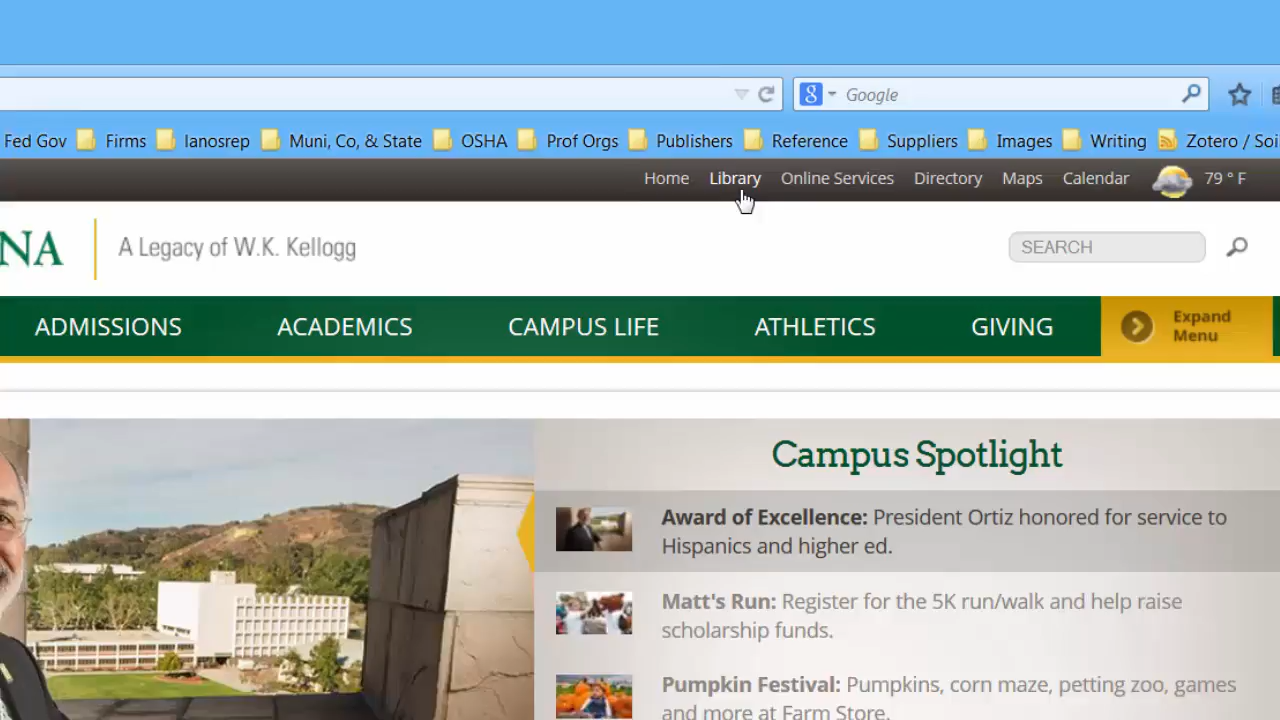 8 Google
Fed Gov Firms Ianosrep Muni, Co, & State OSHA Prof Orgs Publishers Reference Suppliers Images Writing Zotero / Soi
Home Library Online Services Directory Maps Calendar 79 ° F
NA A Legacy of W.K. Kellogg SEARCH
ADMISSIONS ACADEMICS CAMPUS LIFE ATHLETICS GIVING Expand
Menu
Campus Spotlight
Award of Excellence: President Ortiz honored for service to
Hispanics and higher ed.
Matt's Run: Register for the 5K run/walk and help raise
scholarship funds.
Pumpkin Festival: Pumpkins, corn maze, petting zoo, games
and more at Farm Store.